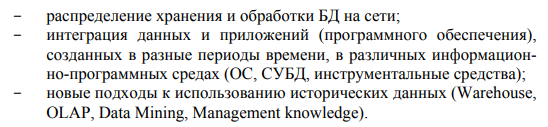 − распределение хранения и обработки БД на сети;
− интеграция данных и приложений (программного обеспечения),
созданных в разные периоды времени, в различных информацион-
но-программных средах (ОС, СУБД, инструментальные средства);
− новые подходы к использованию исторических данных (Warehouse,
OLAP, Data Mining, Management knowledge).